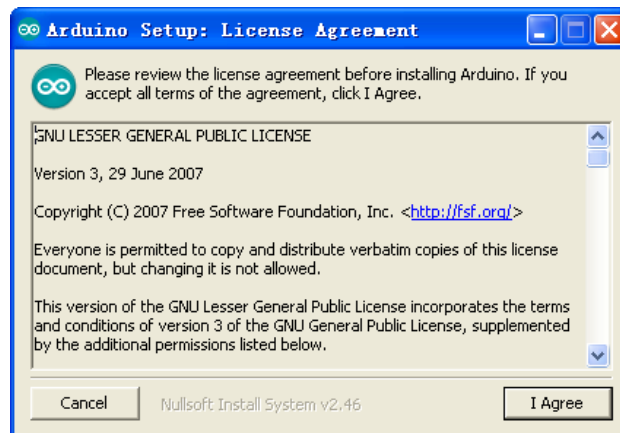 Arduino Setup: License Agreement
Please review the license agreement before installing Arduino. If you
accept all terms of the agreement, click I Agree.
GNU LESSER GENERAL PUBLIC LICENSE
Version 3, 29 June 2007
Copyright (C) 2007 Free Software Foundation, Inc. <http://fsf.org/>
Everyone is permitted to copy and distribute verbatim copies of this license
document, but changing it is not allowed.
This version of the GNU Lesser General Public License incorporates the terms
and conditions of version 3 of the GNU General Public License, supplemented
by the additional permissions listed below.
Cancel
Nullsoft Install System v2.46
I Agree